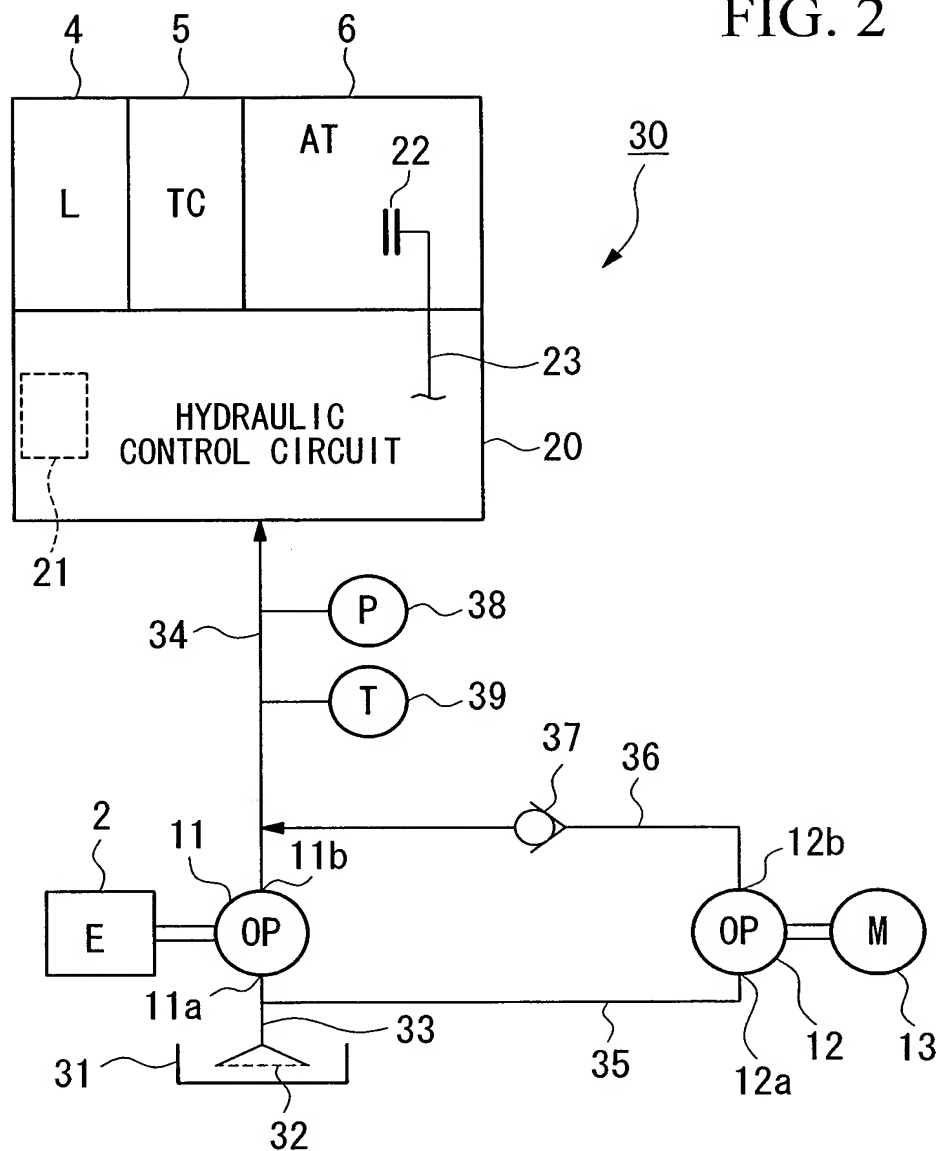 FIG. 2
4 5 6
AT
30
22
L TC
23
HYDRAULIC
CONTROL CIRCUIT
20
21
P 38
34
T 39
37 36
2 11 11b 12b
E OP OP M
11a
33
31 35 12 13
12a
32